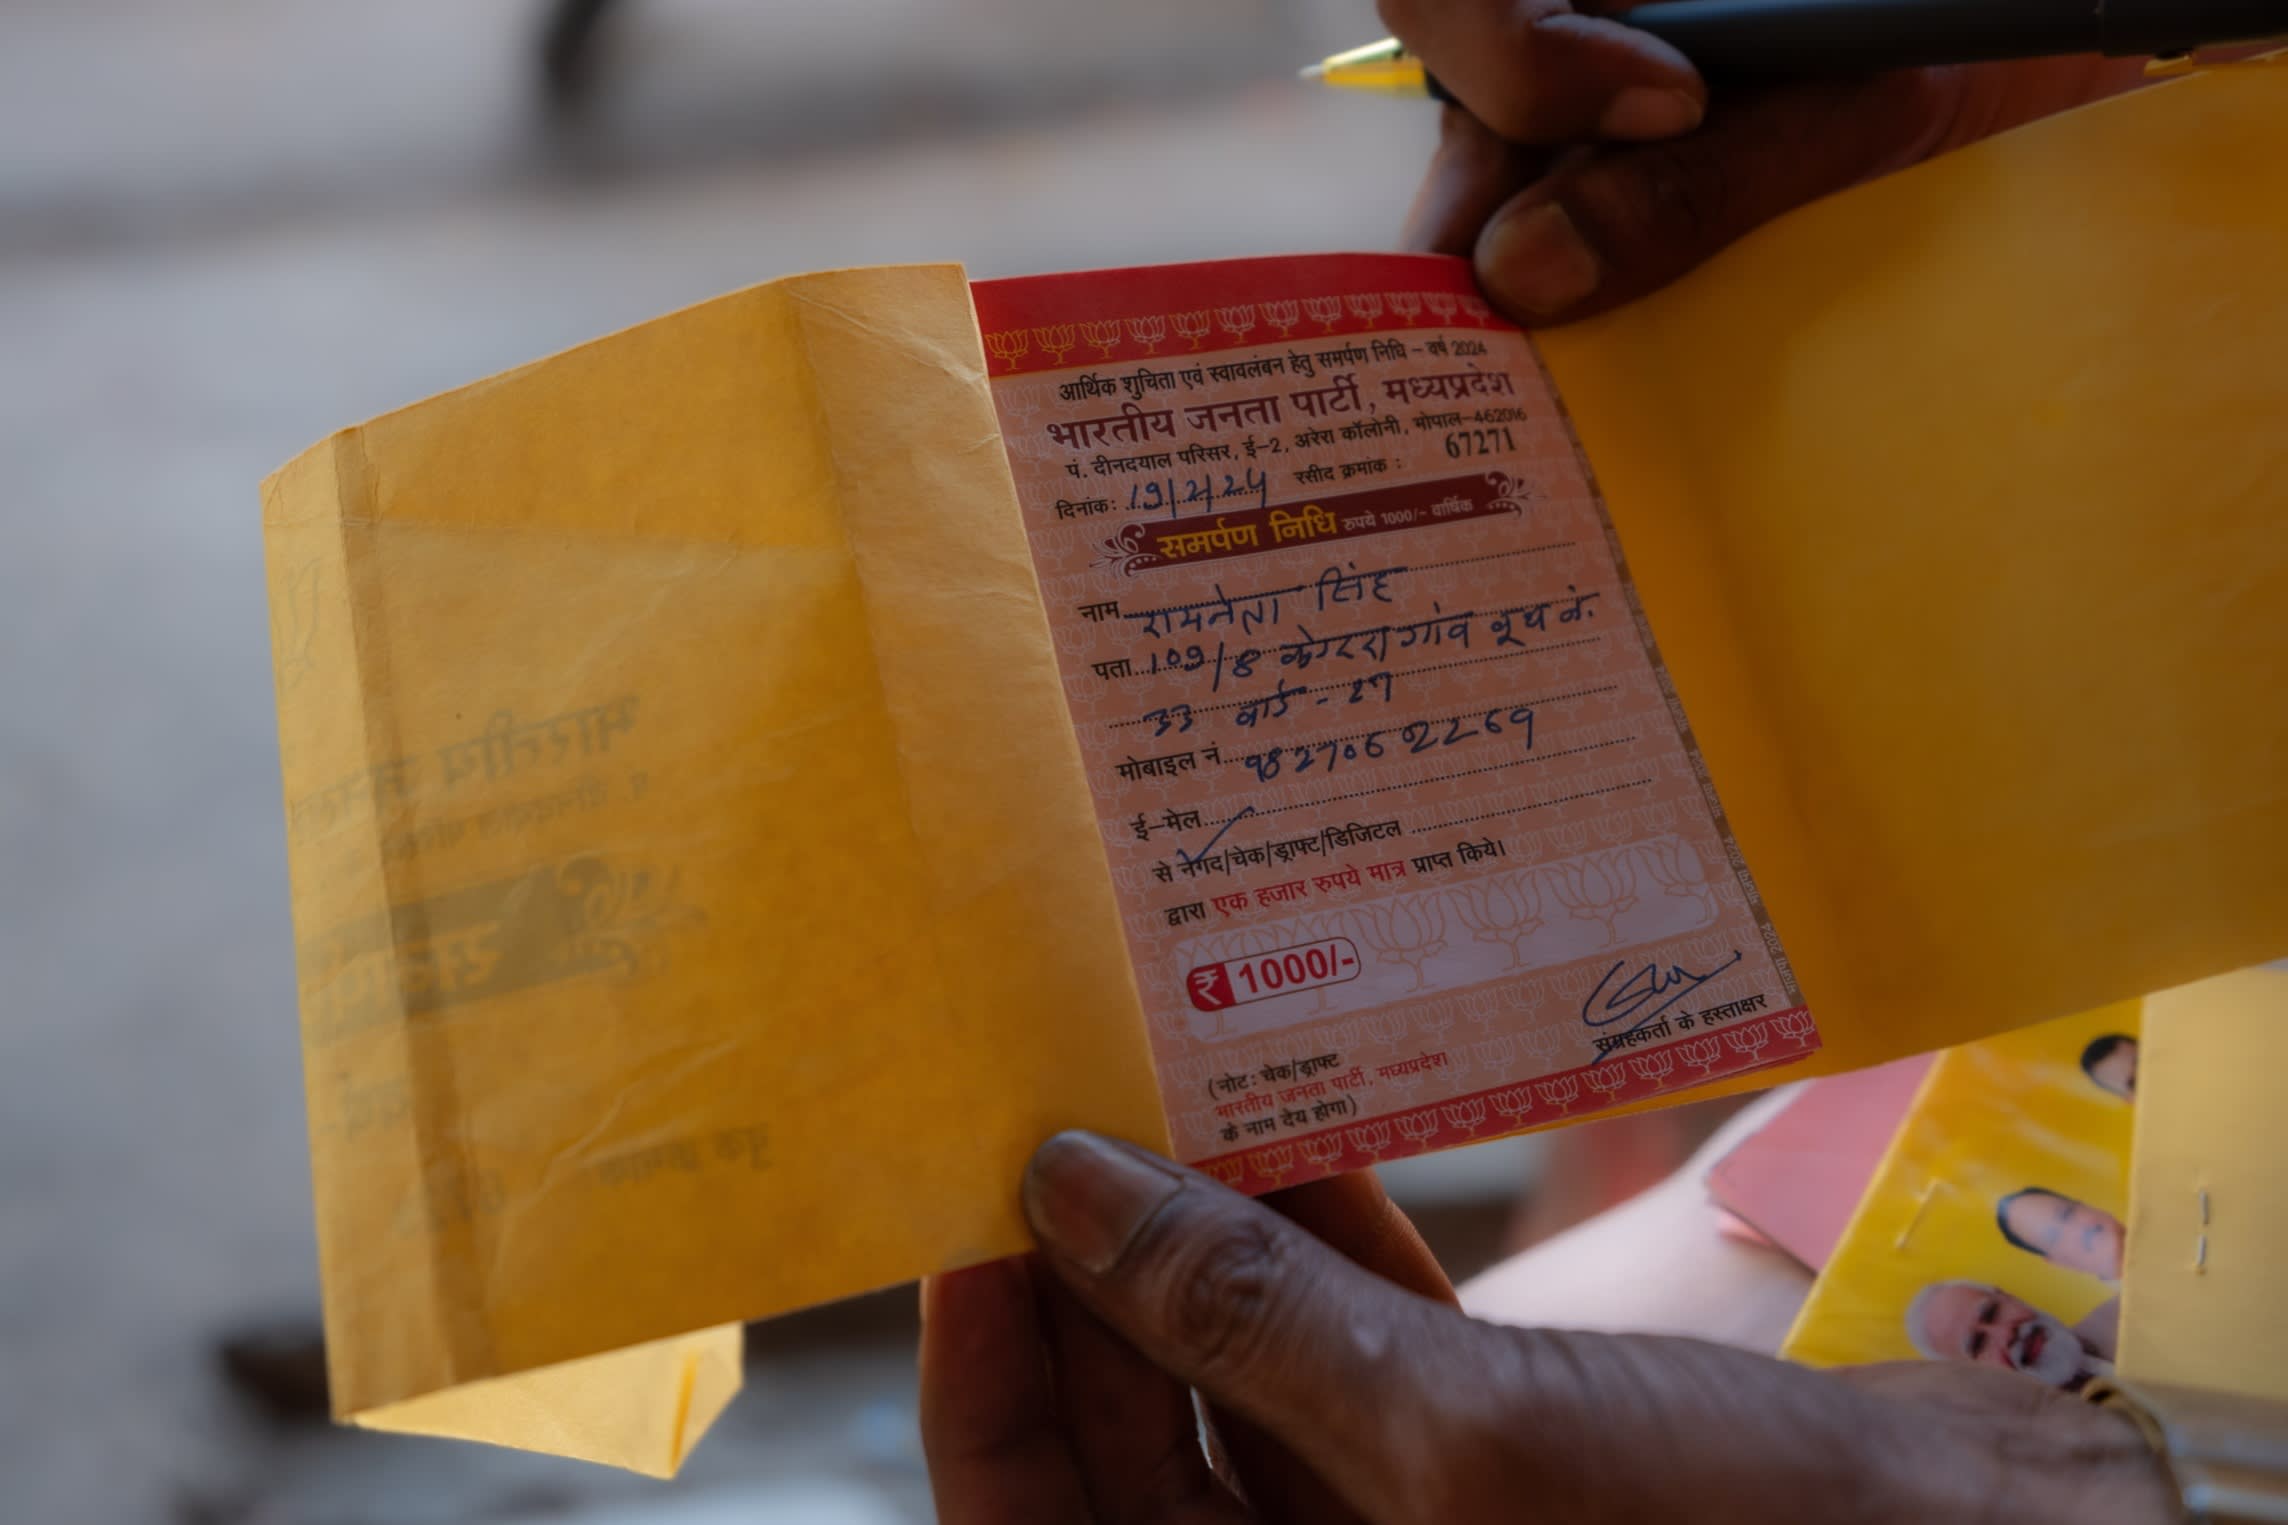 आर्थिक शुचिता एवं स्वावलंबन हेतु समर्पण निधि – वर्ष 2024
भारतीय जनता पार्टी, मध्यप्रदेश
पं. दीनदयाल परिसर, ई-2, अरेरा कॉलोनी, भोपाल-462016
दिनांक: 19/2/24 रसीद क्रमांक : 67271
समर्पण निधि रुपये 1000/- वार्षिक
नाम सिंह
पता 109/8 गांव बूथ नं.
33 वार्ड - 27
मोबाइल नं. 9827062269
ई-मेल
से नगद/चेक/ड्राफ्ट/डिजिटल
द्वारा एक हजार रुपये मात्र प्राप्त किये।
₹ 1000/-
संग्रहकर्ता के हस्ताक्षर
(नोट: चेक/ड्राफ्ट
भारतीय जनता पार्टी, मध्यप्रदेश
के नाम देय होगा)